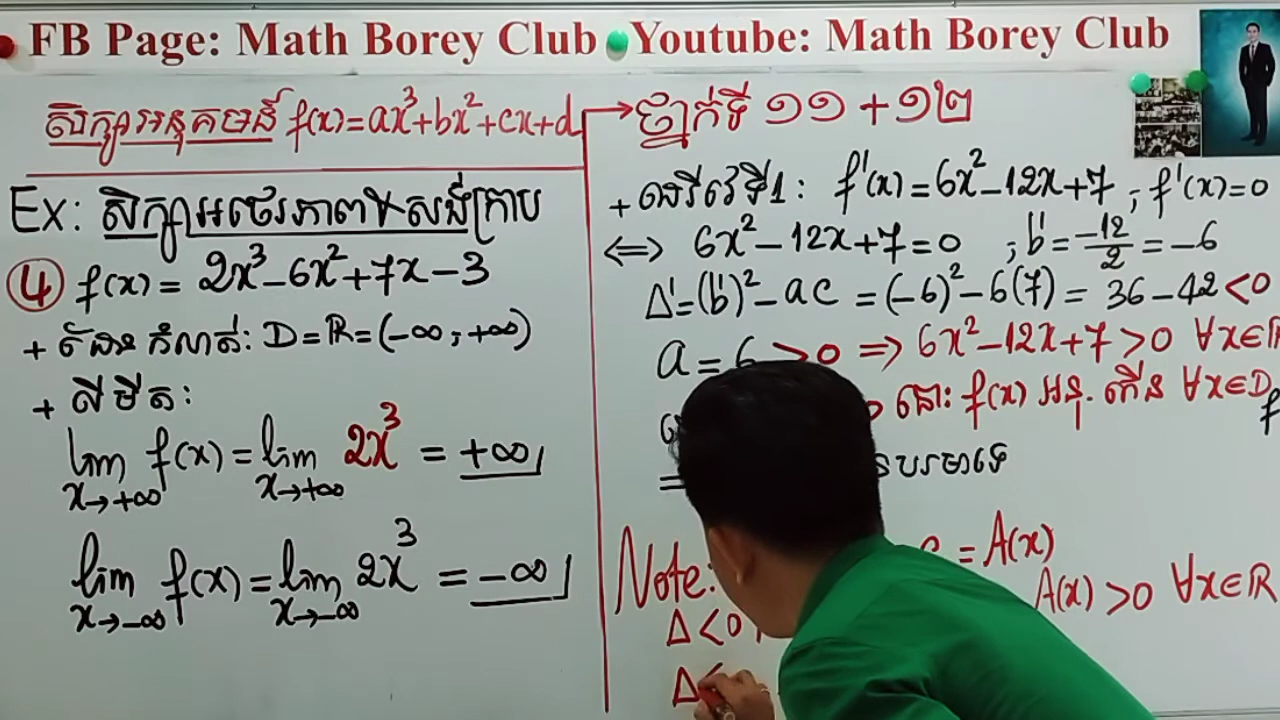 FB Page: Math Borey Club Youtube: Math Borey Club
សិក្សាអនុគមន៍ f(x)=ax³+bx²+cx+d
Ex: សិក្សាអថេរភាព&សង់ក្រាប
④ f(x) = 2x³-6x²+7x-3
+ ដែនកំណត់: D=ℝ=(-∞, +∞)
+ លីមីត:
lim x→+∞ f(x) = lim x→+∞ 2x³ = +∞
lim x→-∞ f(x) = lim x→-∞ 2x³ = -∞
ថ្នាក់ទី ១១ + ១២
+ ដេរីវេទី1: f'(x) = 6x²-12x+7, f'(x)=0
⇔ 6x²-12x+7=0 ; b'= -12/2 = -6
Δ'=(b')²-ac = (-6)²-6(7) = 36-42<0
a = 6 >0 ⇒ 6x²-12x+7>0 ∀x∈ℝ
នោះ f(x) អនុ. កើន ∀x∈D
f
=
បរមាទេ
Note: = A(x)
Δ<0 A(x) >0 ∀x∈ℝ
Δ<